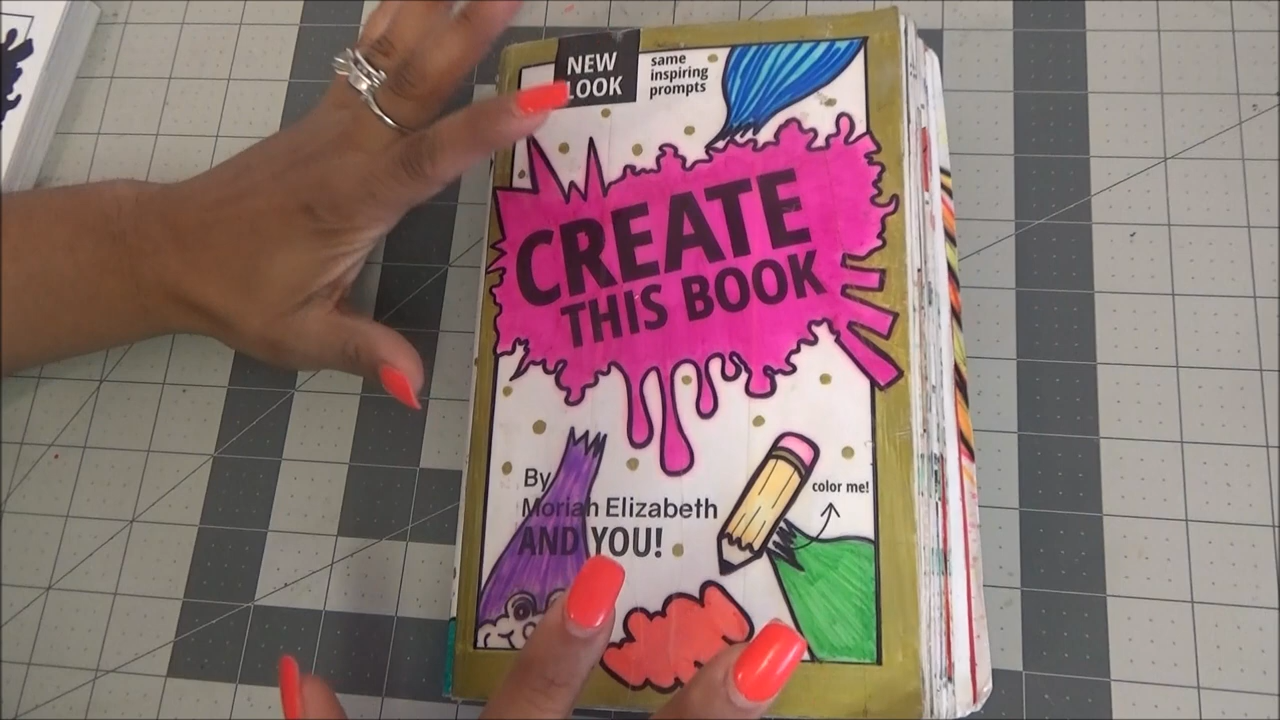 NEW
LOOK
same
inspiring
prompts
CREATE
THIS BOOK
By
Moriah Elizabeth
AND YOU!
color me!